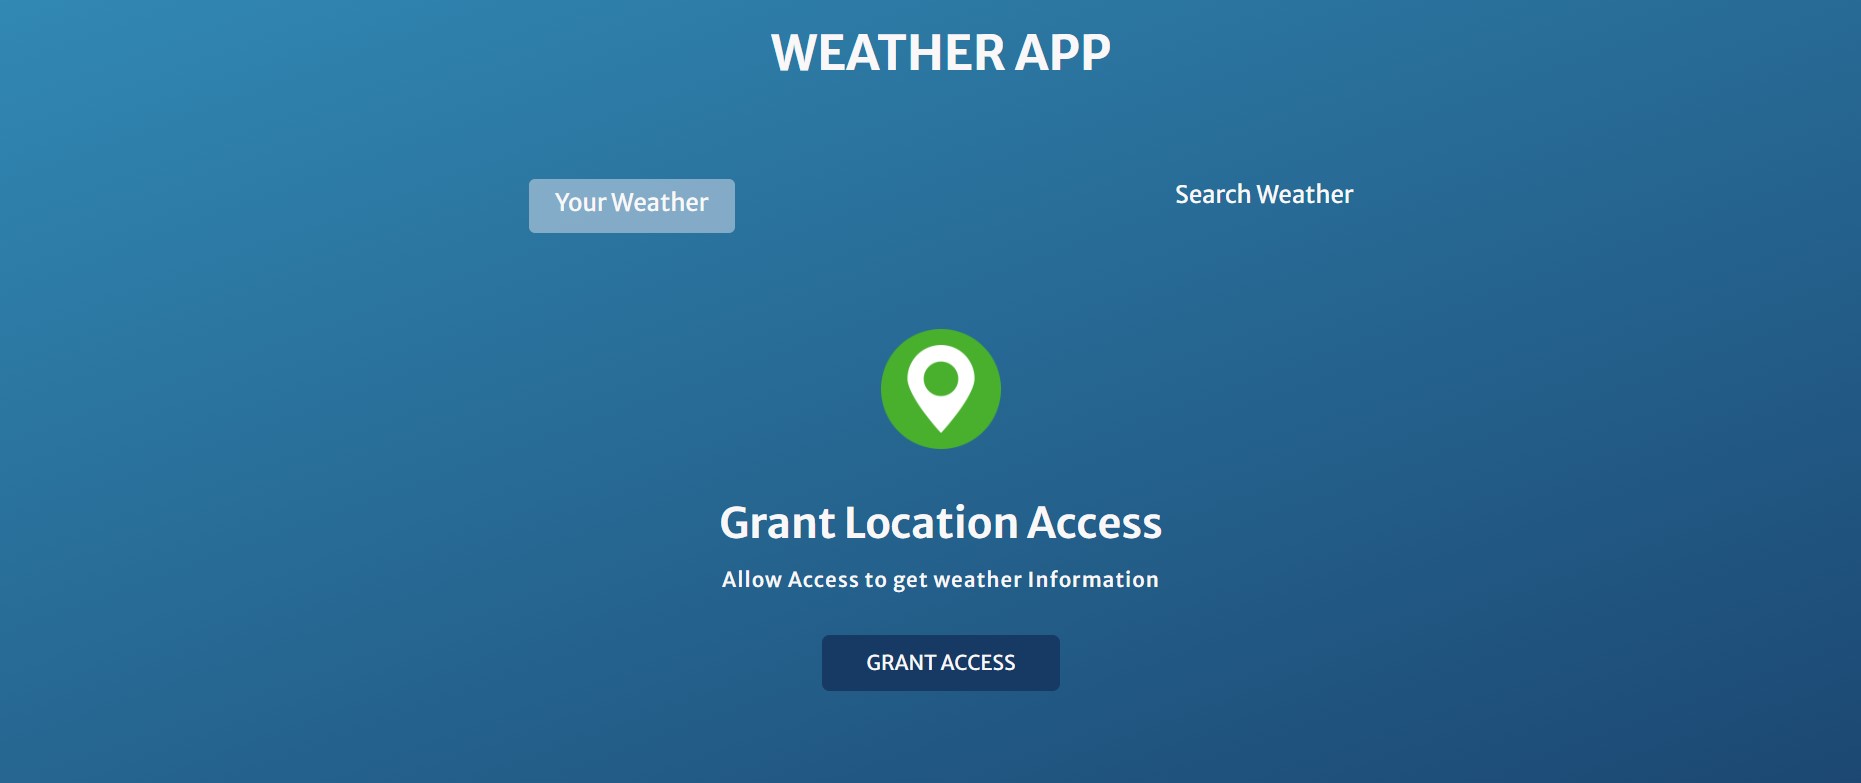 WEATHER APP
Your Weather
Search Weather
Grant Location Access
Allow Access to get weather Information
GRANT ACCESS